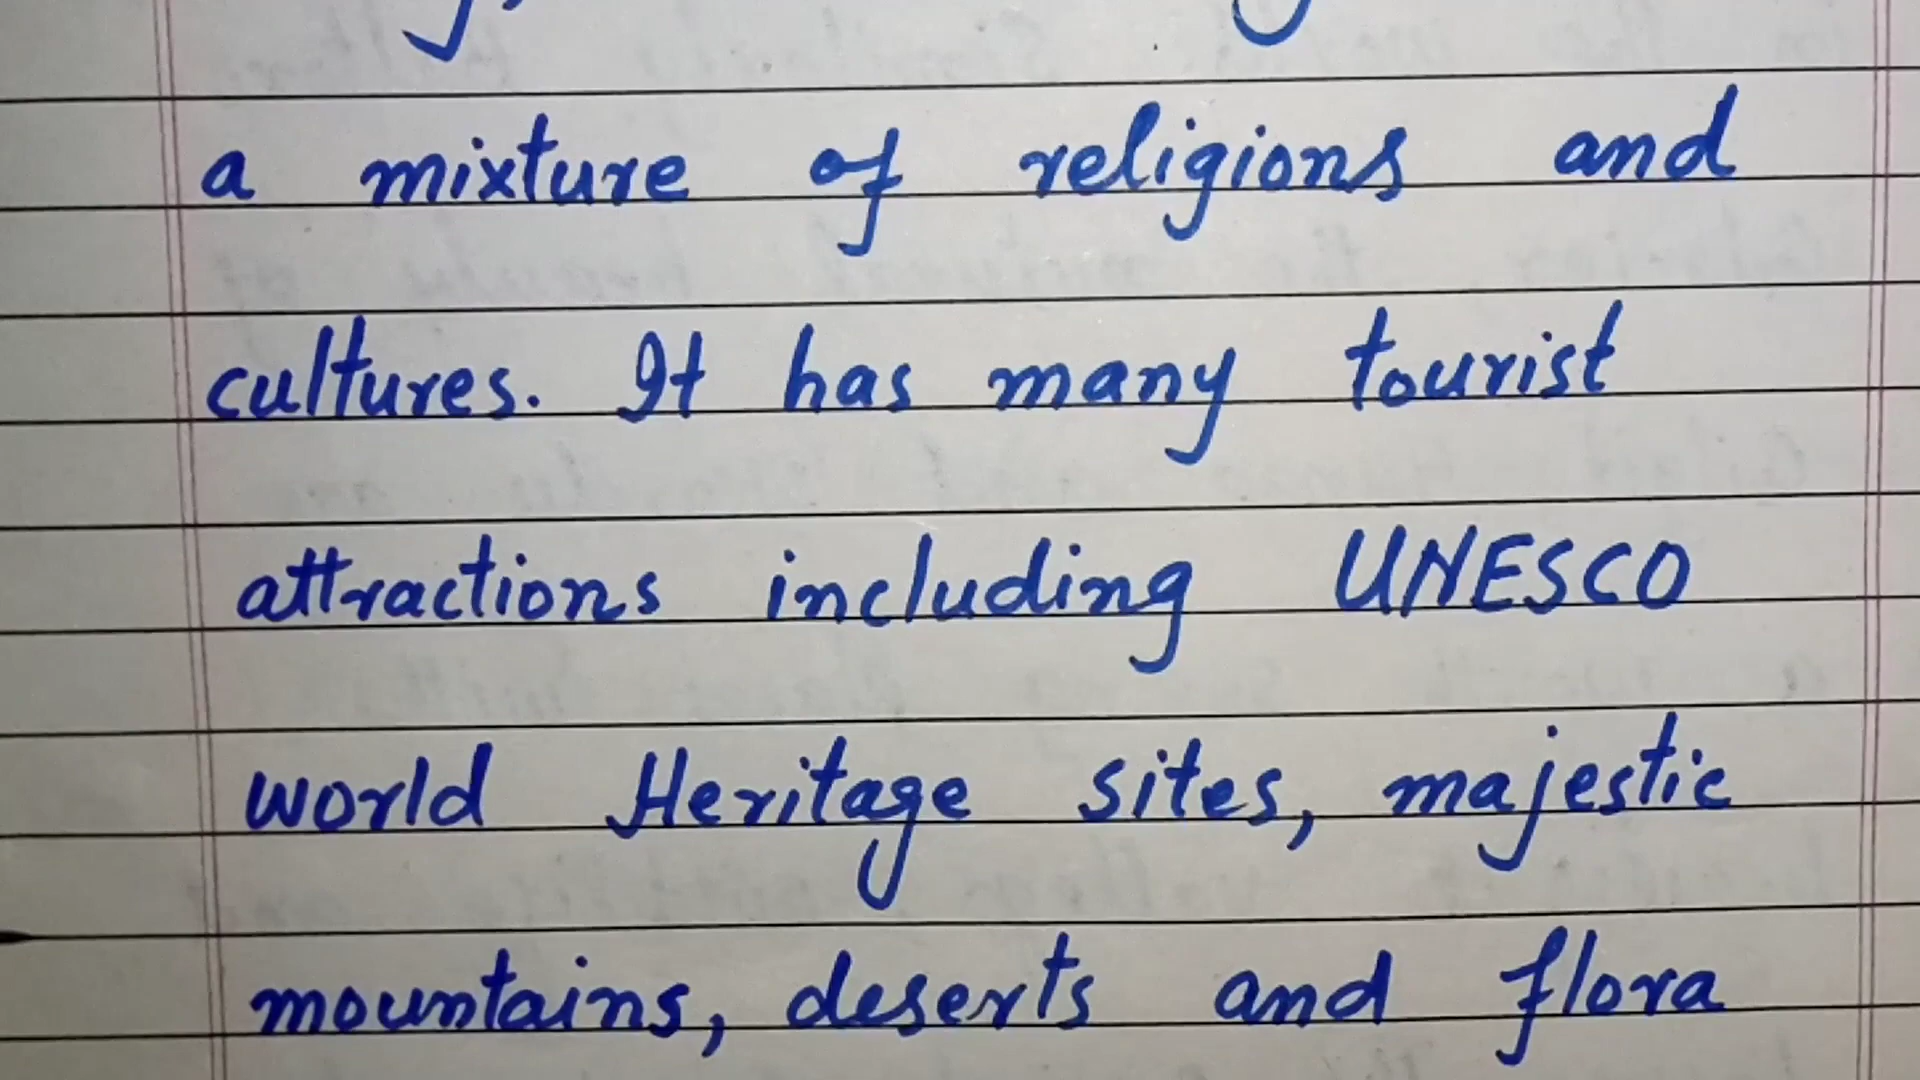 a mixture of religions and
cultures. It has many tourist
attractions including UNESCO
world Heritage sites, majestic
mountains, deserts and flora